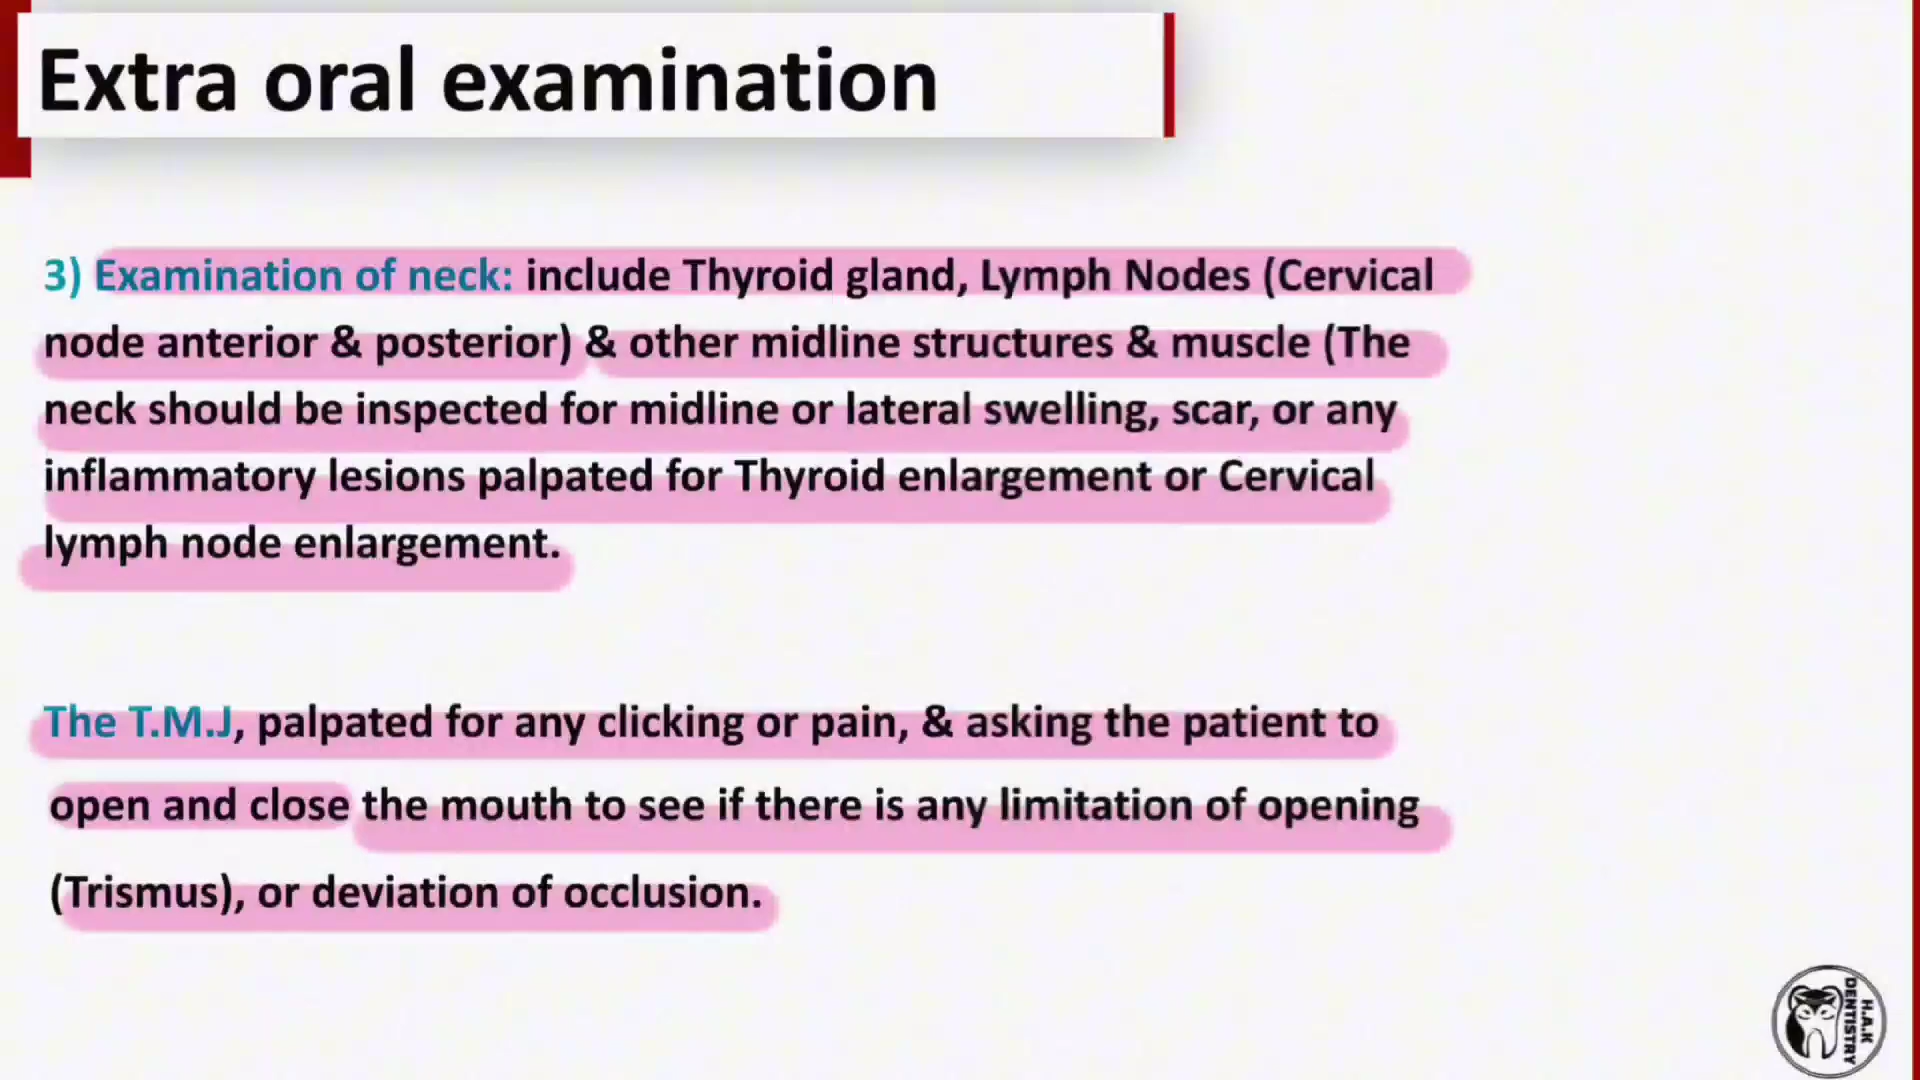 Extra oral examination
3) Examination of neck: include Thyroid gland, Lymph Nodes (Cervical
node anterior & posterior) & other midline structures & muscle (The
neck should be inspected for midline or lateral swelling, scar, or any
inflammatory lesions palpated for Thyroid enlargement or Cervical
lymph node enlargement.
The T.M.J, palpated for any clicking or pain, & asking the patient to
open and close the mouth to see if there is any limitation of opening
(Trismus), or deviation of occlusion.
H.A.K
DENTISTRY